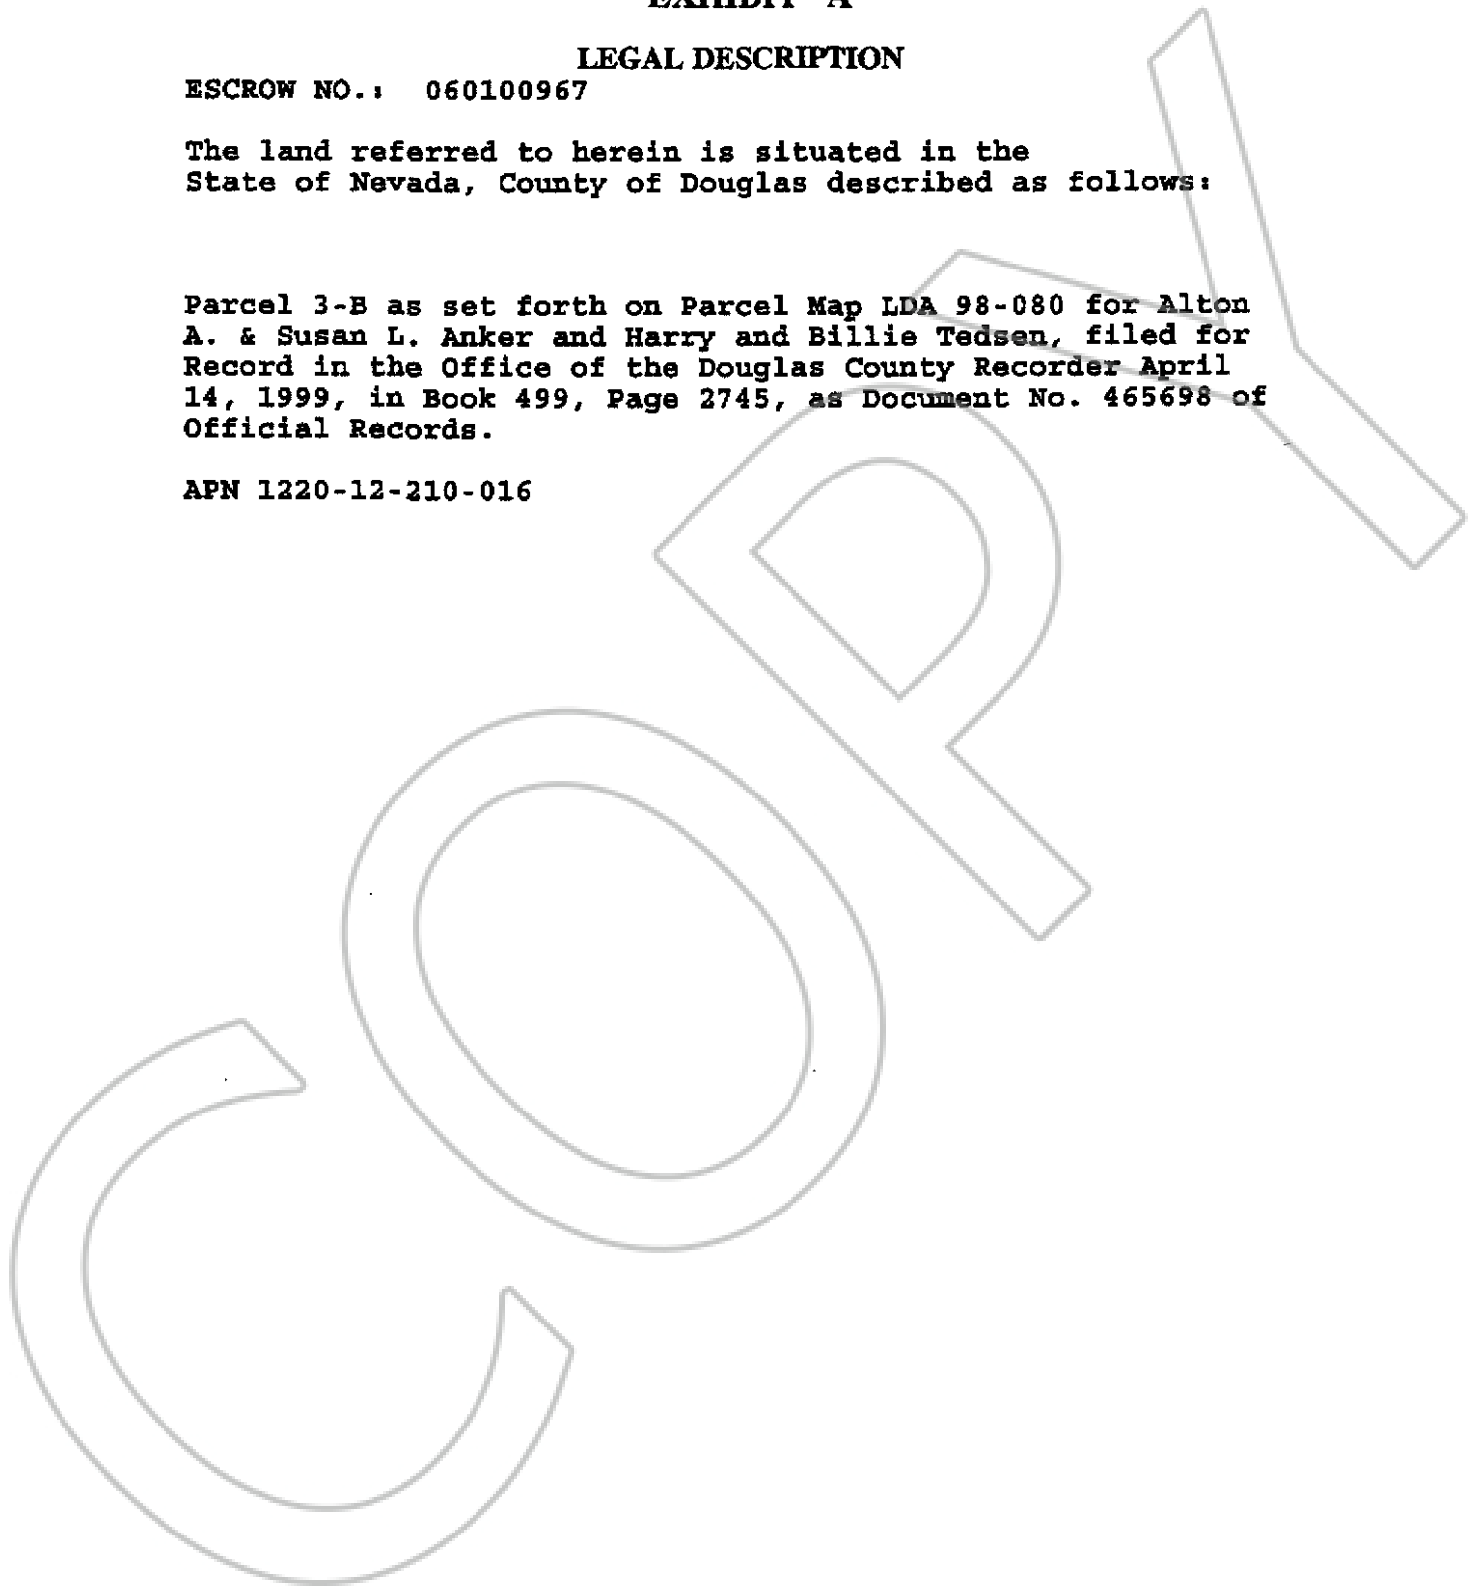 EXHIBIT "A"
LEGAL DESCRIPTION
ESCROW NO.: 060100967
The land referred to herein is situated in the
State of Nevada, County of Douglas described as follows:
Parcel 3-B as set forth on Parcel Map LDA 98-080 for Alton
A. & Susan L. Anker and Harry and Billie Tedsen, filed for
Record in the Office of the Douglas County Recorder April
14, 1999, in Book 499, Page 2745, as Document No. 465698 of
Official Records.
APN 1220-12-210-016
COPY